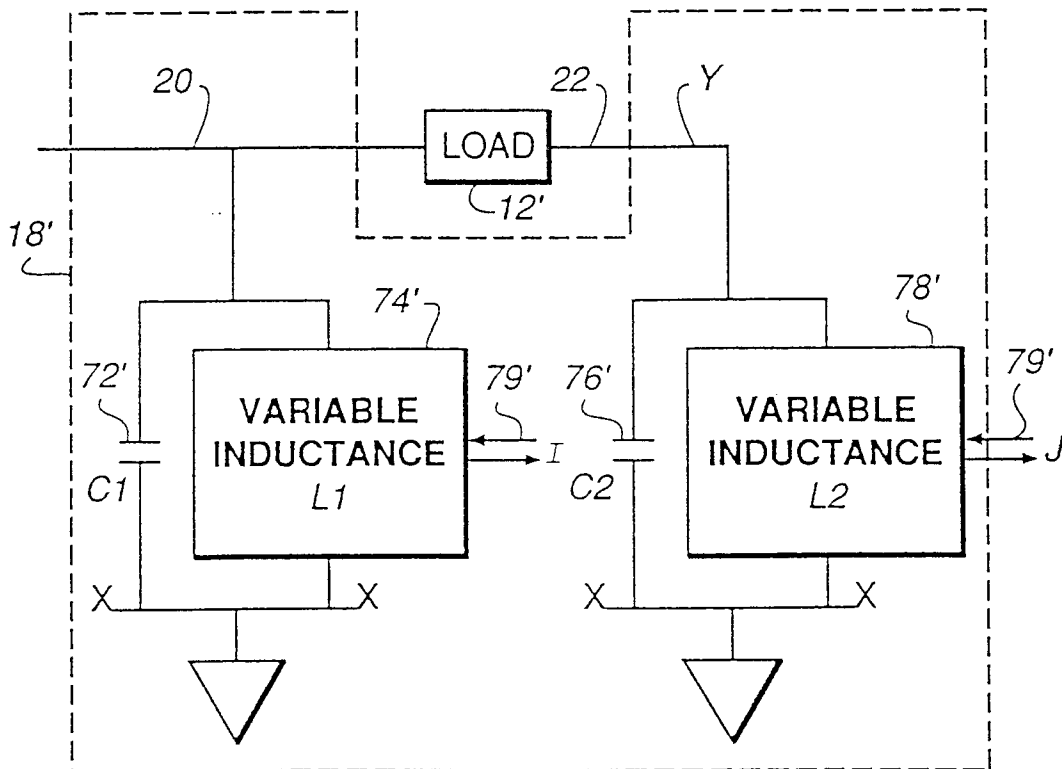 20
22
Y
LOAD
12'
18'
74'
78'
72'
79'
76'
79'
VARIABLE
INDUCTANCE
L1
I
VARIABLE
INDUCTANCE
L2
J
C1
C2
X
X
X
X